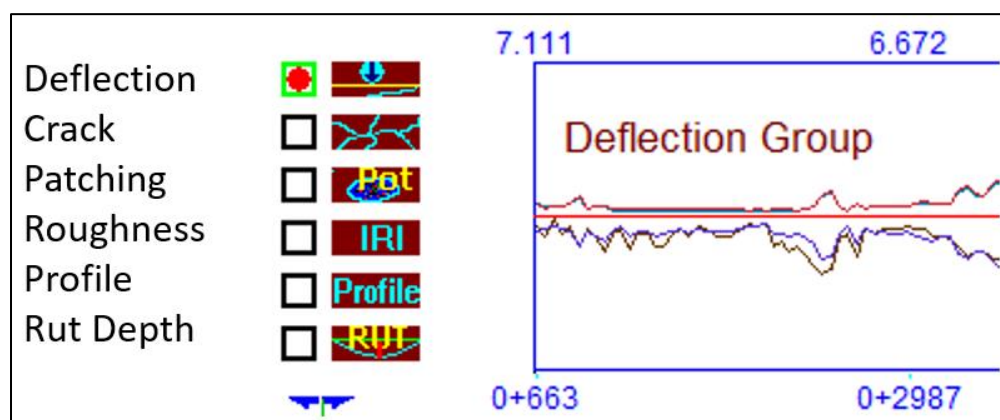 7.111 6.672
Deflection
Crack
Patching
Roughness
Profile
Rut Depth
Pot
IRI
Profile
RUT
Deflection Group
0+663 0+2987